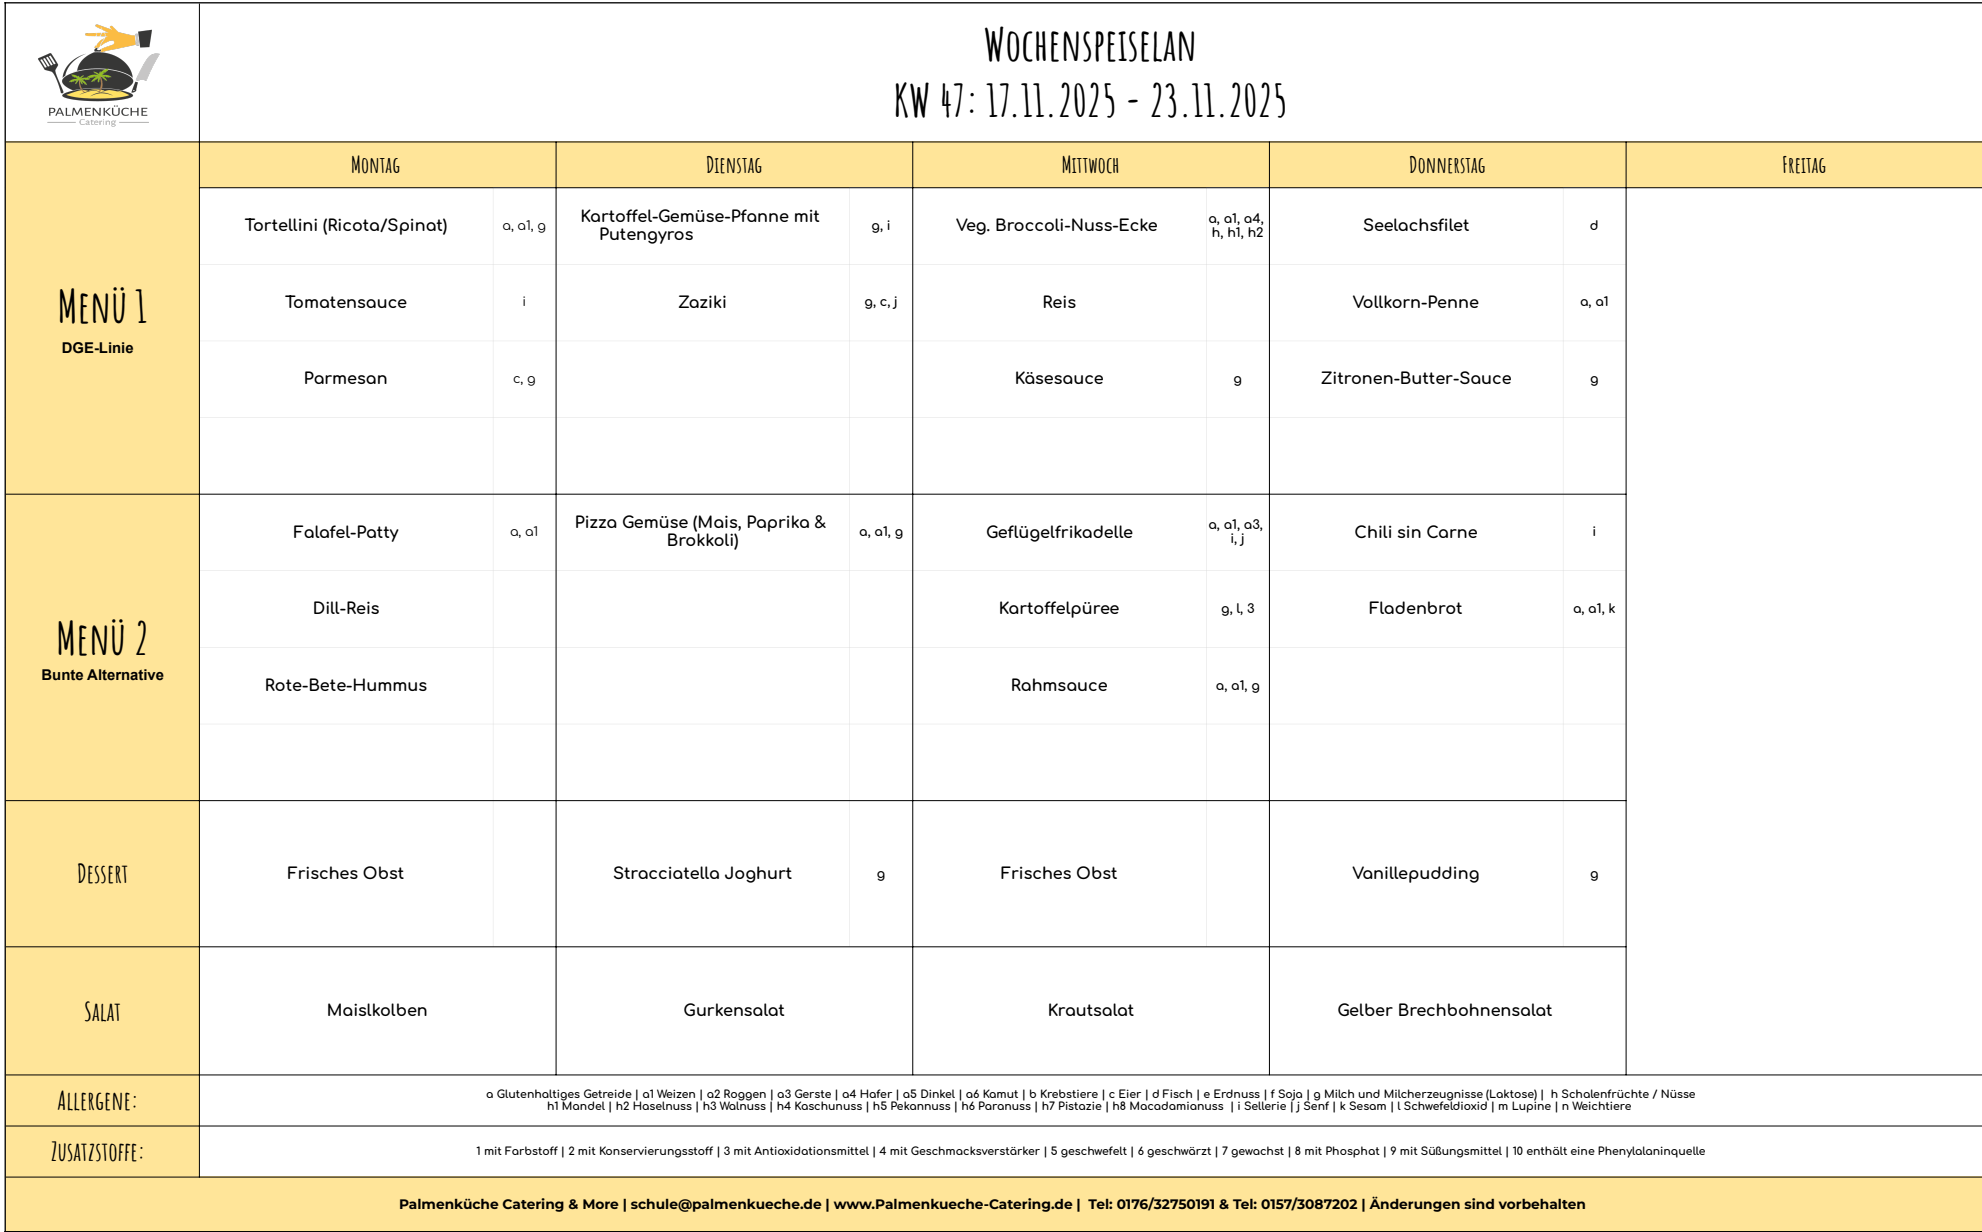 PALMENKÜCHE
Catering
WOCHENSPEISELAN
KW 47: 17.11.2025 - 23.11.2025
MONTAG
DIENSTAG
MITTWOCH
DONNERSTAG
FREITAG
MENÜ 1
DGE-Linie
Tortellini (Ricota/Spinat)
a, a1, g
Kartoffel-Gemüse-Pfanne mit
Putengyros
g, i
Veg. Broccoli-Nuss-Ecke
a, a1, a4,
h, h1, h2
Seelachsfilet
d
Tomatensauce
i
Zaziki
g, c, j
Reis
Vollkorn-Penne
a, a1
Parmesan
c, g
Käsesauce
g
Zitronen-Butter-Sauce
g
MENÜ 2
Bunte Alternative
Falafel-Patty
a, a1
Pizza Gemüse (Mais, Paprika &
Brokkoli)
a, a1, g
Geflügelfrikadelle
a, a1, a3,
i, j
Chili sin Carne
i
Dill-Reis
Kartoffelpüree
g, l, 3
Fladenbrot
a, a1, k
Rote-Bete-Hummus
Rahmsauce
a, a1, g
DESSERT
Frisches Obst
Stracciatella Joghurt
g
Frisches Obst
Vanillepudding
g
SALAT
Maislkolben
Gurkensalat
Krautsalat
Gelber Brechbohnensalat
ALLERGENE:
a Glutenhaltiges Getreide | a1 Weizen | a2 Roggen | a3 Gerste | a4 Hafer | a5 Dinkel | a6 Kamut | b Krebstiere | c Eier | d Fisch | e Erdnuss | f Soja | g Milch und Milcherzeugnisse (Laktose) | h Schalenfrüchte / Nüsse
h1 Mandel | h2 Haselnuss | h3 Walnuss | h4 Kaschunuss | h5 Pekannuss | h6 Paranuss | h7 Pistazie | h8 Macadamianuss | i Sellerie | j Senf | k Sesam | l Schwefeldioxid | m Lupine | n Weichtiere
ZUSATZSTOFFE:
1 mit Farbstoff | 2 mit Konservierungsstoff | 3 mit Antioxidationsmittel | 4 mit Geschmacksverstärker | 5 geschwefelt | 6 geschwärzt | 7 gewachst | 8 mit Phosphat | 9 mit Süßungsmittel | 10 enthält eine Phenylalaninquelle
Palmenküche Catering & More | schule@palmenkueche.de | www.Palmenkueche-Catering.de | Tel: 0176/32750191 & Tel: 0157/3087202 | Änderungen sind vorbehalten